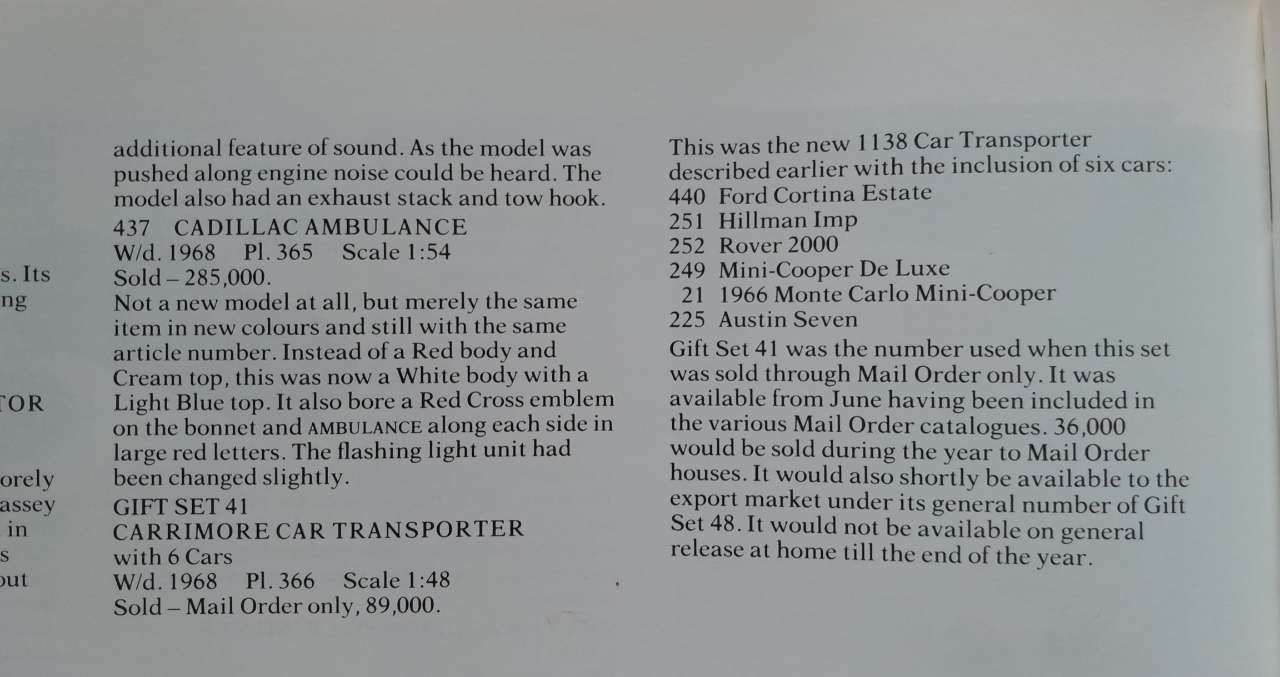 s. Its
ng
TOR
orely
assey
in
s
out
additional feature of sound. As the model was
pushed along engine noise could be heard. The
model also had an exhaust stack and tow hook.
437 CADILLAC AMBULANCE
W/d. 1968 Pl. 365 Scale 1:54
Sold – 285,000.
Not a new model at all, but merely the same
item in new colours and still with the same
article number. Instead of a Red body and
Cream top, this was now a White body with a
Light Blue top. It also bore a Red Cross emblem
on the bonnet and AMBULANCE along each side in
large red letters. The flashing light unit had
been changed slightly.
GIFT SET 41
CARRIMORE CAR TRANSPORTER
with 6 Cars
W/d. 1968 Pl. 366 Scale 1:48
Sold – Mail Order only, 89,000.
This was the new 1138 Car Transporter
described earlier with the inclusion of six cars:
440 Ford Cortina Estate
251 Hillman Imp
252 Rover 2000
249 Mini-Cooper De Luxe
21 1966 Monte Carlo Mini-Cooper
225 Austin Seven
Gift Set 41 was the number used when this set
was sold through Mail Order only. It was
available from June having been included in
the various Mail Order catalogues. 36,000
would be sold during the year to Mail Order
houses. It would also shortly be available to the
export market under its general number of Gift
Set 48. It would not be available on general
release at home till the end of the year.